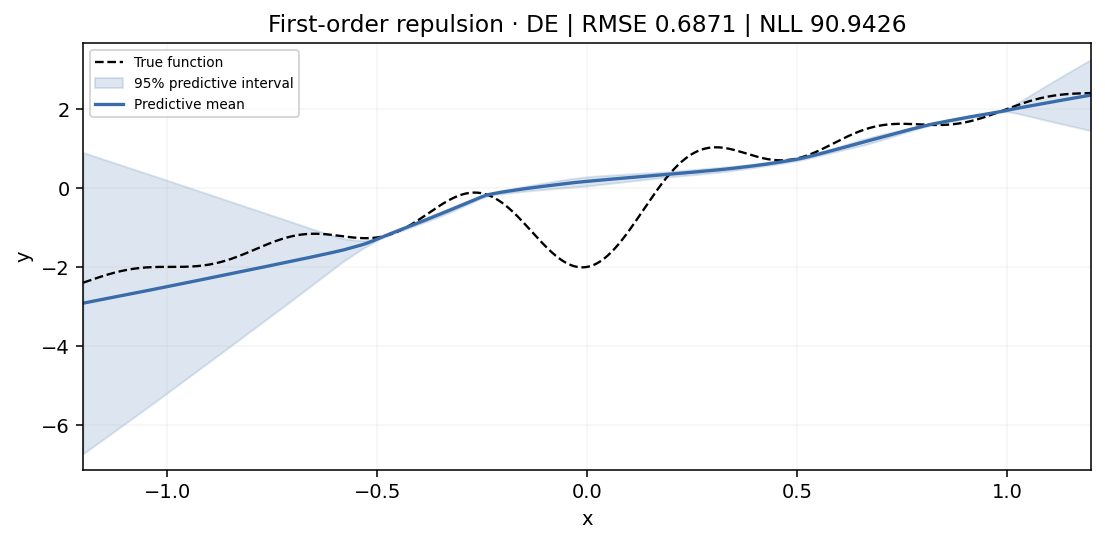 First-order repulsion · DE | RMSE 0.6871 | NLL 90.9426
True function
95% predictive interval
Predictive mean
y
2
0
−2
−4
−6
−1.0
−0.5
0.0
0.5
1.0
x